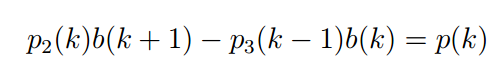 p₂(k)b(k + 1) − p₃(k − 1)b(k) = p(k)